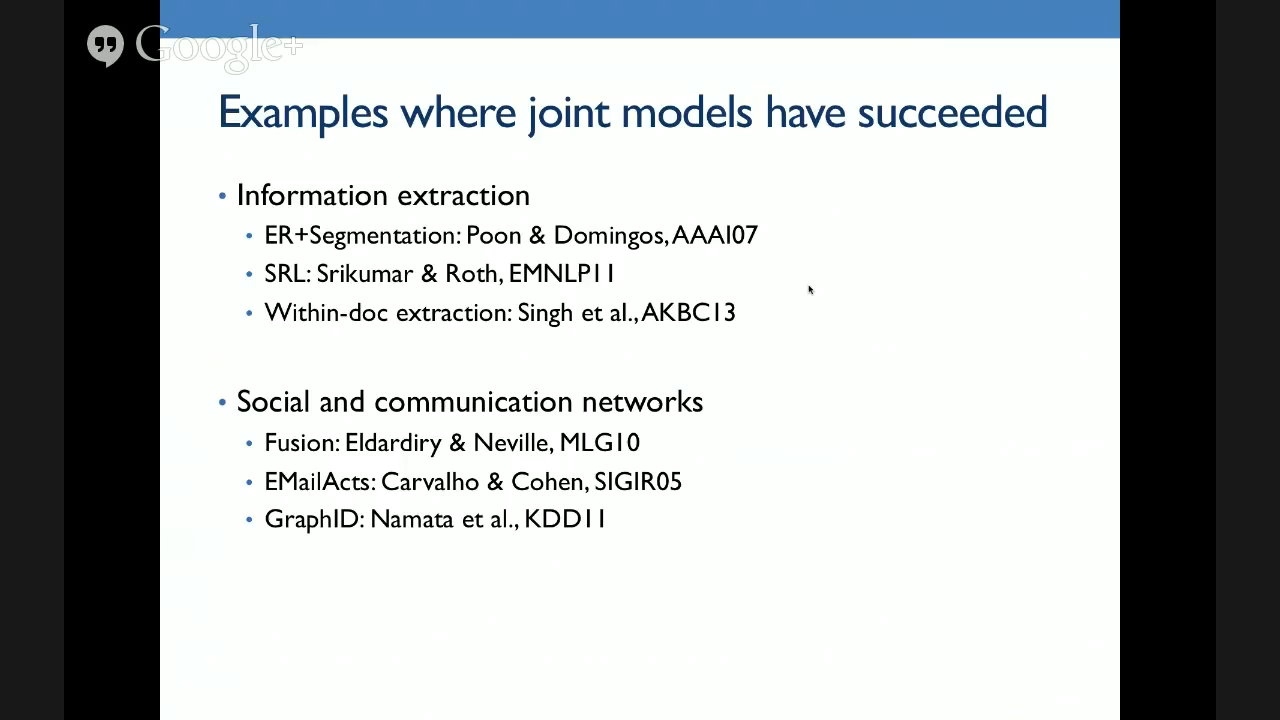 Google+
Examples where joint models have succeeded
• Information extraction
• ER+Segmentation: Poon & Domingos, AAAI07
• SRL: Srikumar & Roth, EMNLP11
• Within-doc extraction: Singh et al., AKBC13
• Social and communication networks
• Fusion: Eldardiry & Neville, MLG10
• EMailActs: Carvalho & Cohen, SIGIR05
• GraphID: Namata et al., KDD11